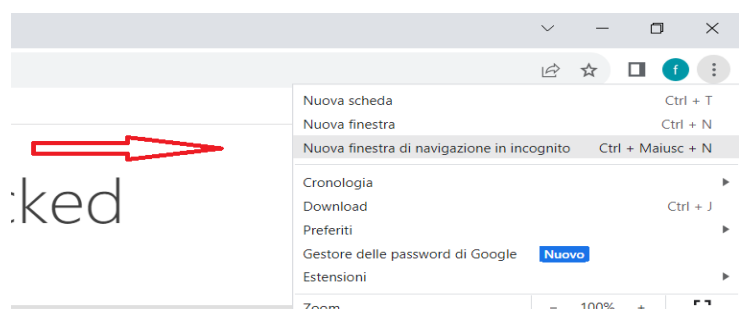 f
Nuova scheda Ctrl + T
Nuova finestra Ctrl + N
Nuova finestra di navigazione in incognito Ctrl + Maiusc + N
cked
Cronologia
Download Ctrl + J
Preferiti
Gestore delle password di Google Nuovo
Estensioni
Zoom - 100% +